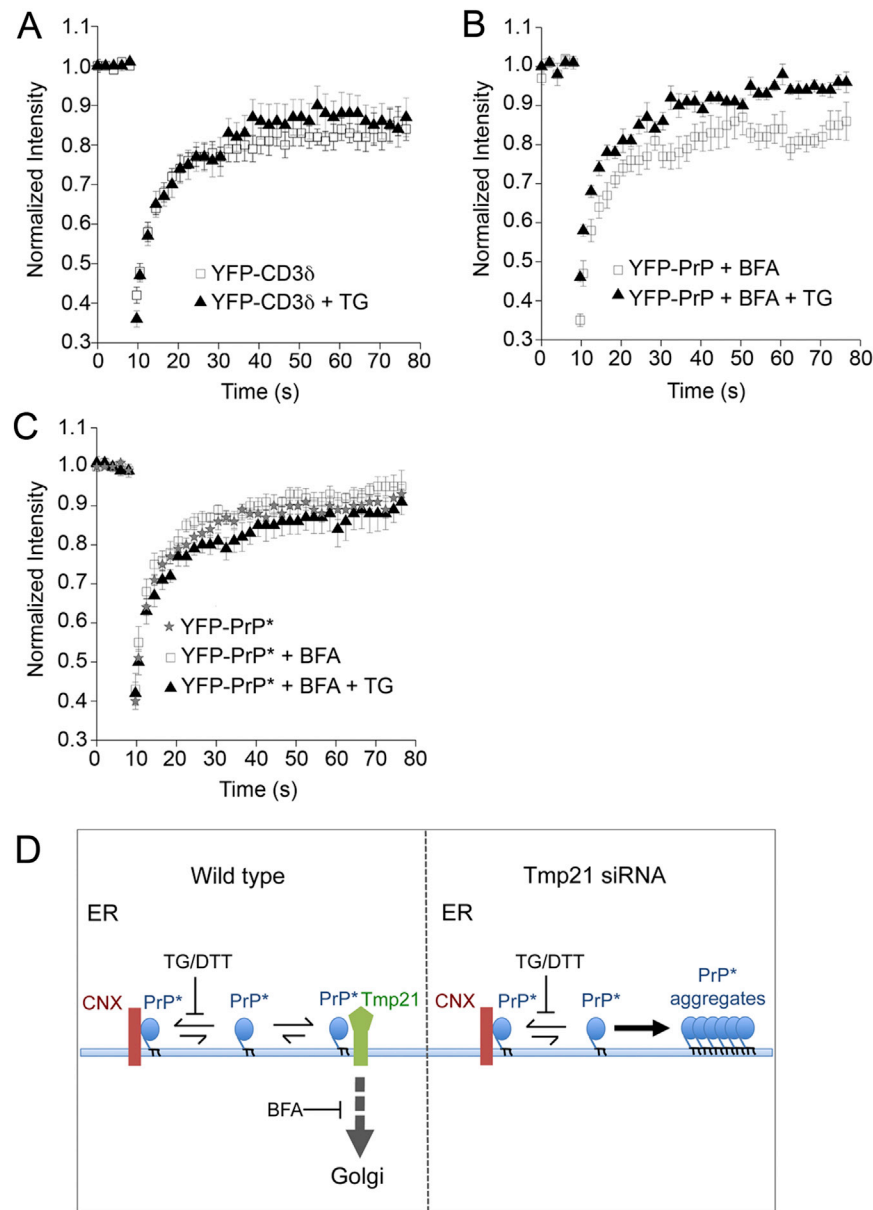 A
1.1
1.0
0.9
0.8
0.7
0.6
0.5
0.4
0.3
Normalized Intensity
YFP-CD3δ
YFP-CD3δ + TG
0 10 20 30 40 50 60 70 80
Time (s)
B
1.1
1.0
0.9
0.8
0.7
0.6
0.5
0.4
0.3
Normalized Intensity
YFP-PrP + BFA
YFP-PrP + BFA + TG
0 10 20 30 40 50 60 70 80
Time (s)
C
1.1
1.0
0.9
0.8
0.7
0.6
0.5
0.4
0.3
Normalized Intensity
YFP-PrP*
YFP-PrP* + BFA
YFP-PrP* + BFA + TG
0 10 20 30 40 50 60 70 80
Time (s)
D
Wild type
ER
TG/DTT
CNX
PrP*
PrP*
PrP*
Tmp21
BFA
Golgi
Tmp21 siRNA
ER
TG/DTT
CNX
PrP*
PrP*
PrP*
aggregates